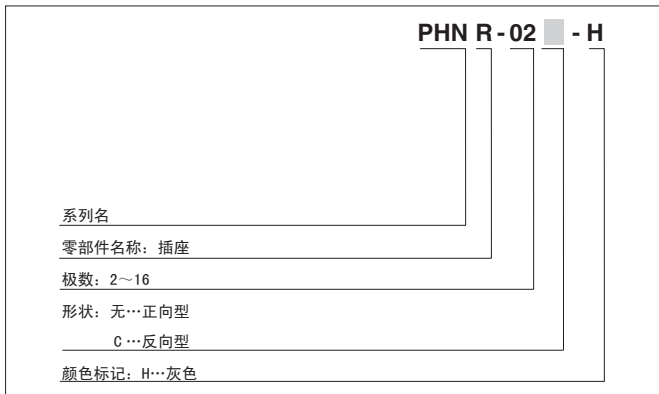 PHN R - 02 - H
系列名
零部件名称：插座
极数：2～16
形状：无…正向型
C…反向型
颜色标记：H…灰色